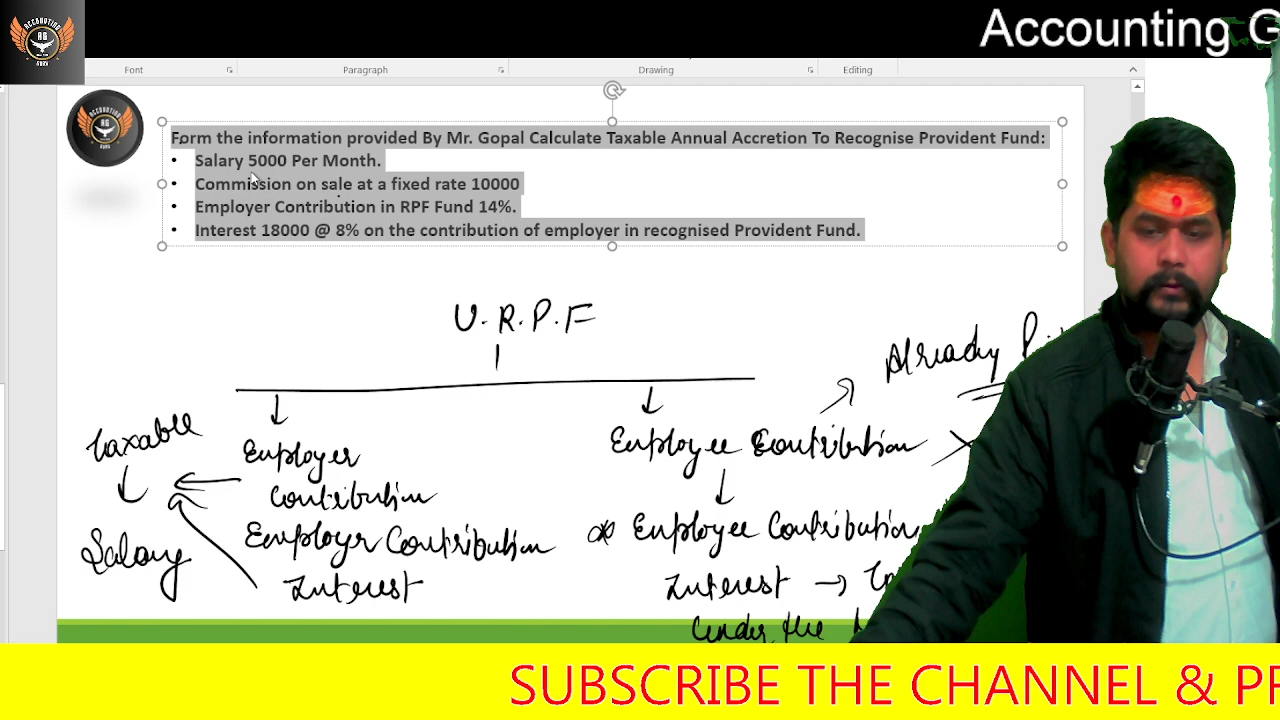 Accounting G
Font Paragraph Drawing Editing
Form the information provided By Mr. Gopal Calculate Taxable Annual Accretion To Recognise Provident Fund:
• Salary 5000 Per Month.
• Commission on sale at a fixed rate 10000
• Employer Contribution in RPF Fund 14%.
• Interest 18000 @ 8% on the contribution of employer in recognised Provident Fund.
U.R.P.F
Already
Taxable
Employer
Contribution
Employee Contribution
Salary
Employer Contribution
Interest
Employee Contribution
Interest
Under the
SUBSCRIBE THE CHANNEL & PR